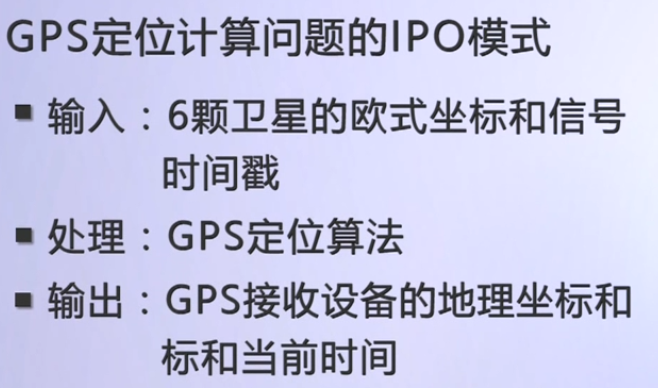 GPS定位计算问题的IPO模式
▪ 输入：6颗卫星的欧式坐标和信号
时间戳
▪ 处理：GPS定位算法
▪ 输出：GPS接收设备的地理坐标和
标和当前时间